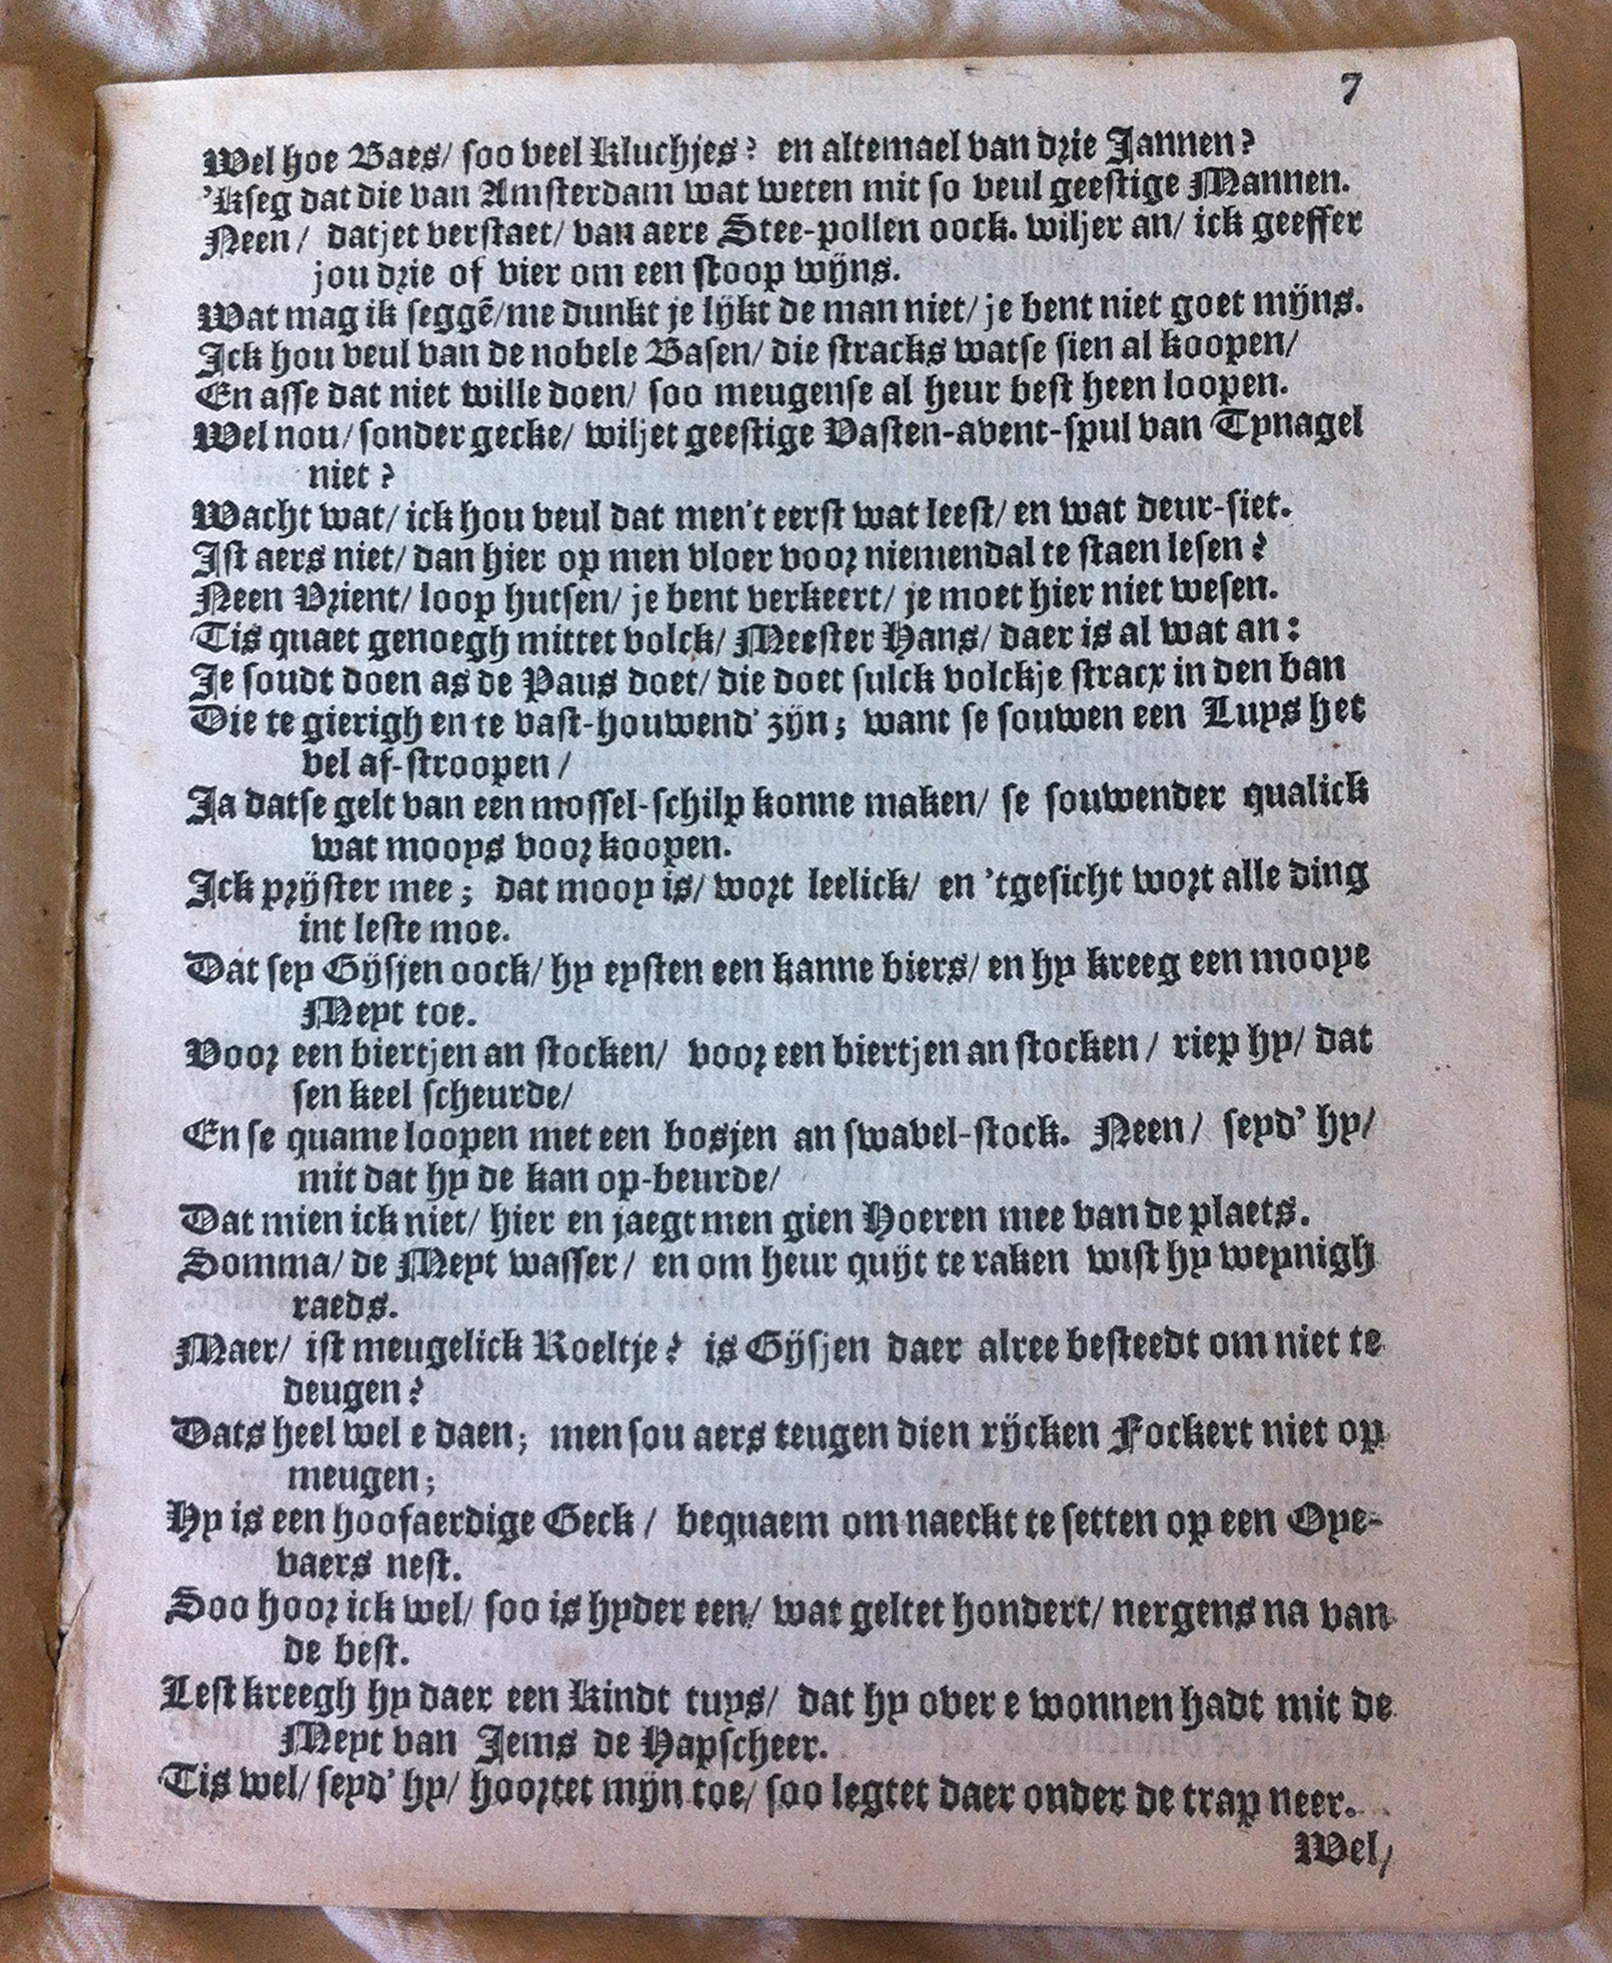 7
Wel hoe Baes/ soo veel kluchjes? en altemael van drie Jannen?
'kseg dat die van Amsterdam wat weten mit so veul geestige Mannen.
Neen/ datjet verstaet/ van aere Stee-pollen oock. wiljer an/ ick geeffer
jou drie of vier om een stoop wijns.
Wat mag ik seggẽ/me dunkt je lijkt de man niet/ je bent niet goet mijns.
Ick hou veul van de nobele Basen/ die stracks watse sien al koopen/
En asse dat niet wille doen/ soo meugense al heur best heen loopen.
Wel nou/ sonder gecke/ wiljet geestige Vasten-avent-spul van Tynagel
niet?
Wacht wat/ ick hou veul dat men't eerst wat leest/ en wat deur-siet.
Ist aers niet/ dan hier op men vloer voor niemendal te staen lesen?
Neen Vrient/ loop hutsen/ je bent verkeert/ je moet hier niet wesen.
Tis quaet genoegh mittet volck/ Meester Hans/ daer is al wat an:
Je soudt doen as de Paus doet/ die doet sulck volckje stracx in den ban
Die te gierigh en te vast-houwend' zijn; want se souwen een Luys het
vel af-stroopen/
Ja datse gelt van een mossel-schilp konne maken/ se souwender qualick
wat mooys voor koopen.
Ick prijster mee; dat mooy is/ wort leelick/ en 'tgesicht wort alle ding
int leste moe.
Dat sey Gijsjen oock/ hy eysten een kanne biers/ en hy kreeg een mooye
Meyt toe.
Voor een biertjen an stocken/ voor een biertjen an stocken/ riep hy/ dat
sen keel scheurde/
En se quame loopen met een bosjen an swavel-stock. Neen/ seyd' hy/
mit dat hy de kan op-beurde/
Dat mien ick niet/ hier en jaegt men gien Hoeren mee van de plaets.
Somma/ de Meyt wasser/ en om heur quijt te raken wist hy weynigh
raeds.
Maer/ ist meugelick Roeltje? is Gijsjen daer alree besteedt om niet te
deugen?
Dats heel wel e daen; men sou aers teugen dien rijcken Fockert niet op
meugen;
Hy is een hoofaerdige Geck/ bequaem om naeckt te setten op een Oye-
vaers nest.
Soo hoor ick wel/ soo is hyder een/ wat geltet hondert/ nergens na van
de best.
Lest kreegh hy daer een kindt tuys/ dat hy over e wonnen hadt mit de
Meyt van Jems de Hapscheer.
Tis wel/ seyd' hy/ hoortet mijn toe/ soo legtet daer onder de trap neer.
Wel/